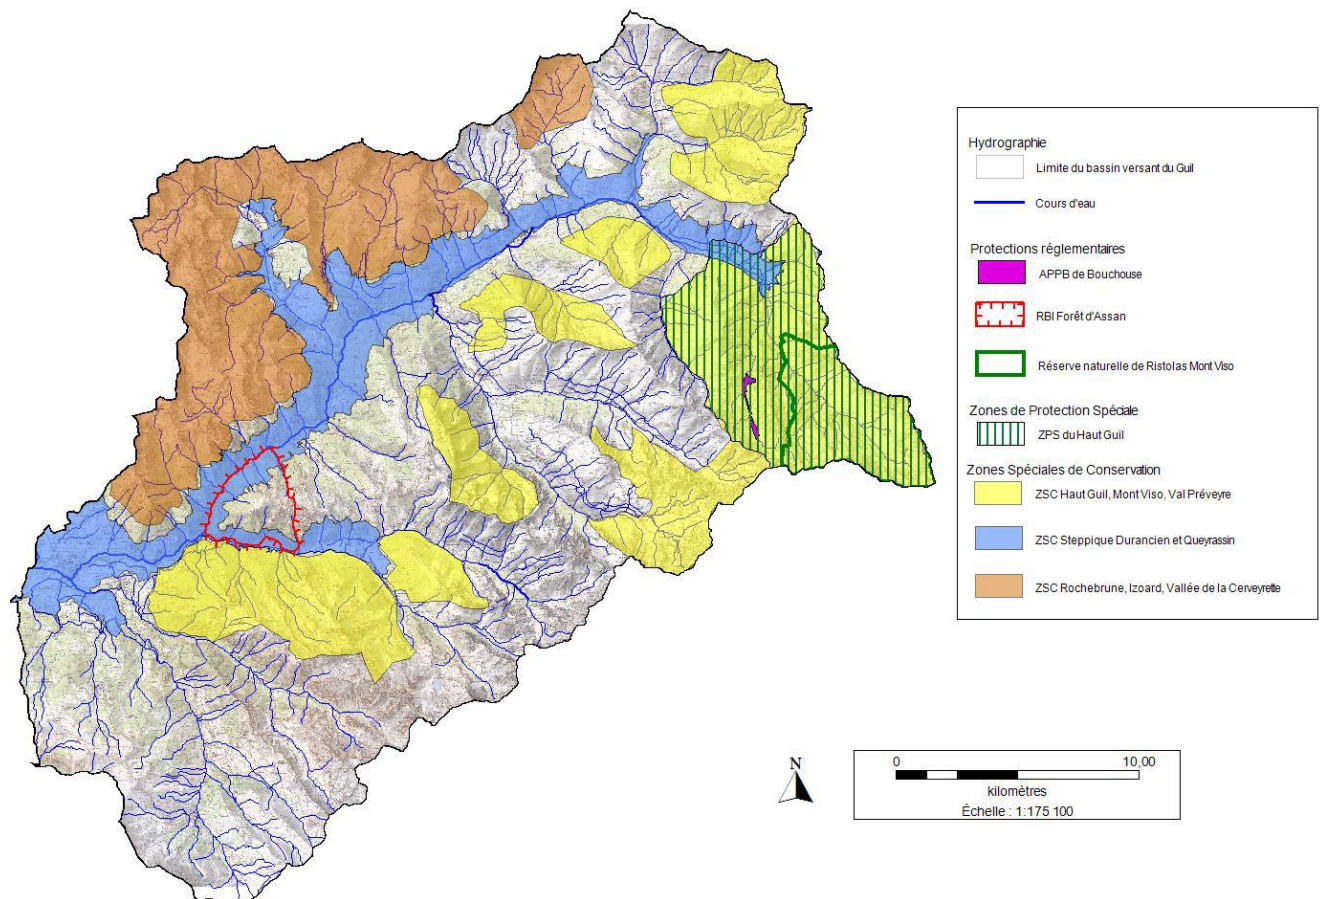 Hydrographie
Limite du bassin versant du Guil
Cours d'eau
Protections réglementaires
APPB de Bouchouse
RBI Forêt d'Assan
Réserve naturelle de Ristolas Mont Viso
Zones de Protection Spéciale
ZPS du Haut Guil
Zones Spéciales de Conservation
ZSC Haut Guil, Mont Viso, Val Préveyre
ZSC Steppique Durancien et Queyrassin
ZSC Rochebrune, Izoard, Vallée de la Cerveyrette
N
0 10,00
kilomètres
Échelle : 1:175 100